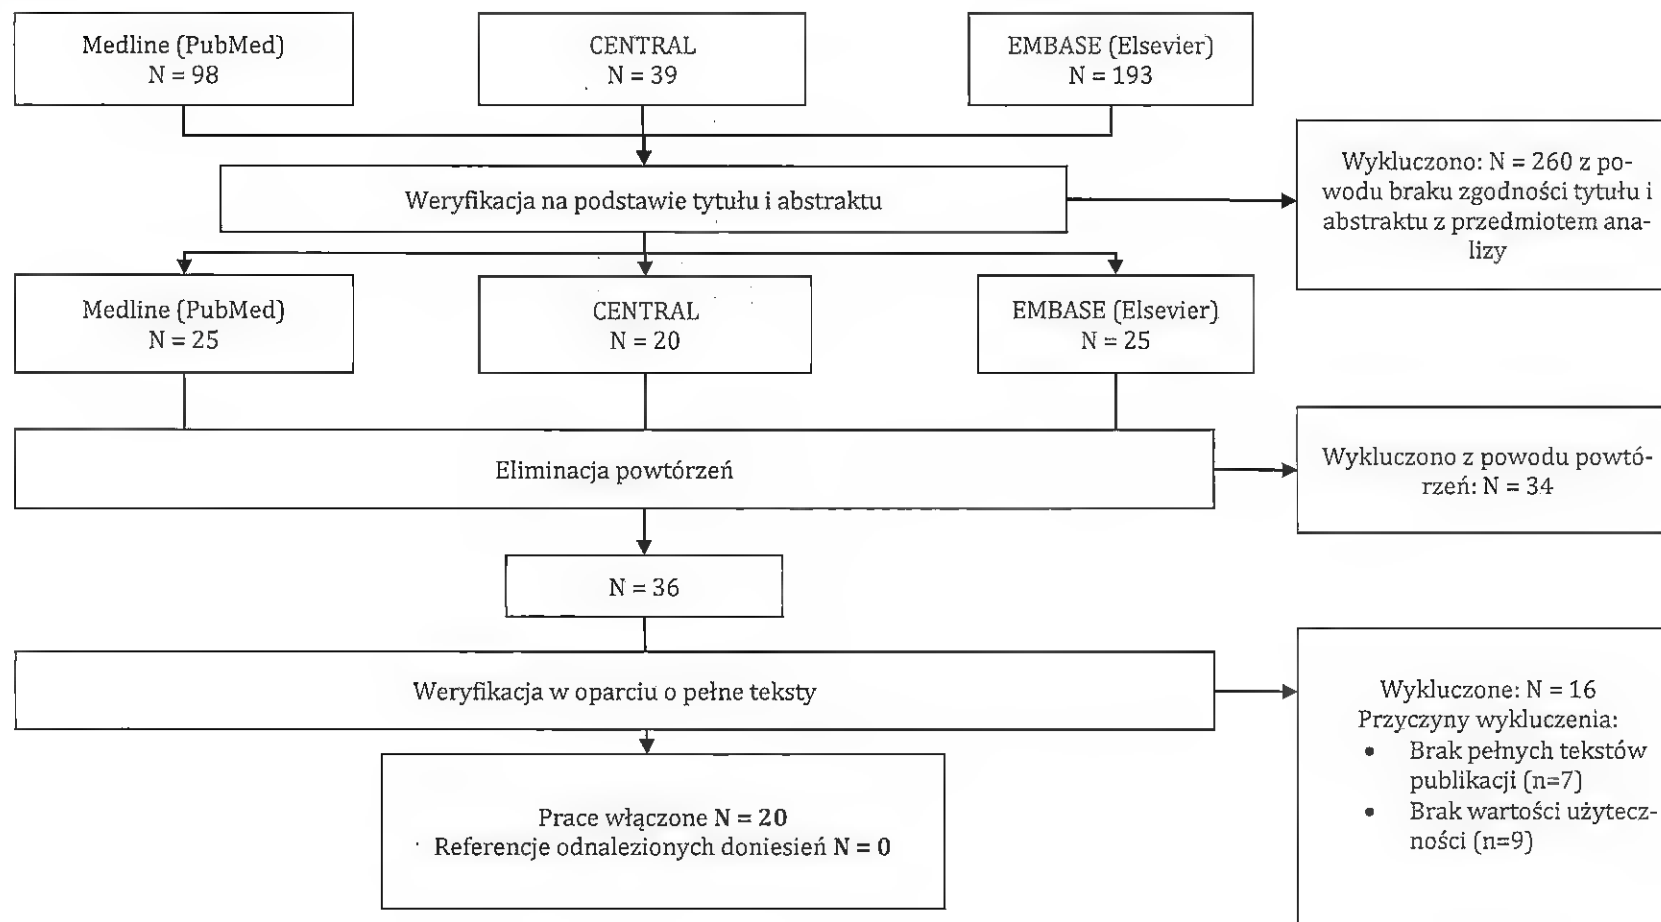 Medline (PubMed)
N = 98
CENTRAL
N = 39
EMBASE (Elsevier)
N = 193
Weryfikacja na podstawie tytułu i abstraktu
Wykluczono: N = 260 z po-
wodu braku zgodności tytułu i
abstraktu z przedmiotem ana-
lizy
Medline (PubMed)
N = 25
CENTRAL
N = 20
EMBASE (Elsevier)
N = 25
Eliminacja powtórzeń
Wykluczono z powodu powtó-
rzeń: N = 34
N = 36
Weryfikacja w oparciu o pełne teksty
Wykluczone: N = 16
Przyczyny wykluczenia:
• Brak pełnych tekstów
publikacji (n=7)
• Brak wartości użytecz-
ności (n=9)
Prace włączone N = 20
Referencje odnalezionych doniesień N = 0